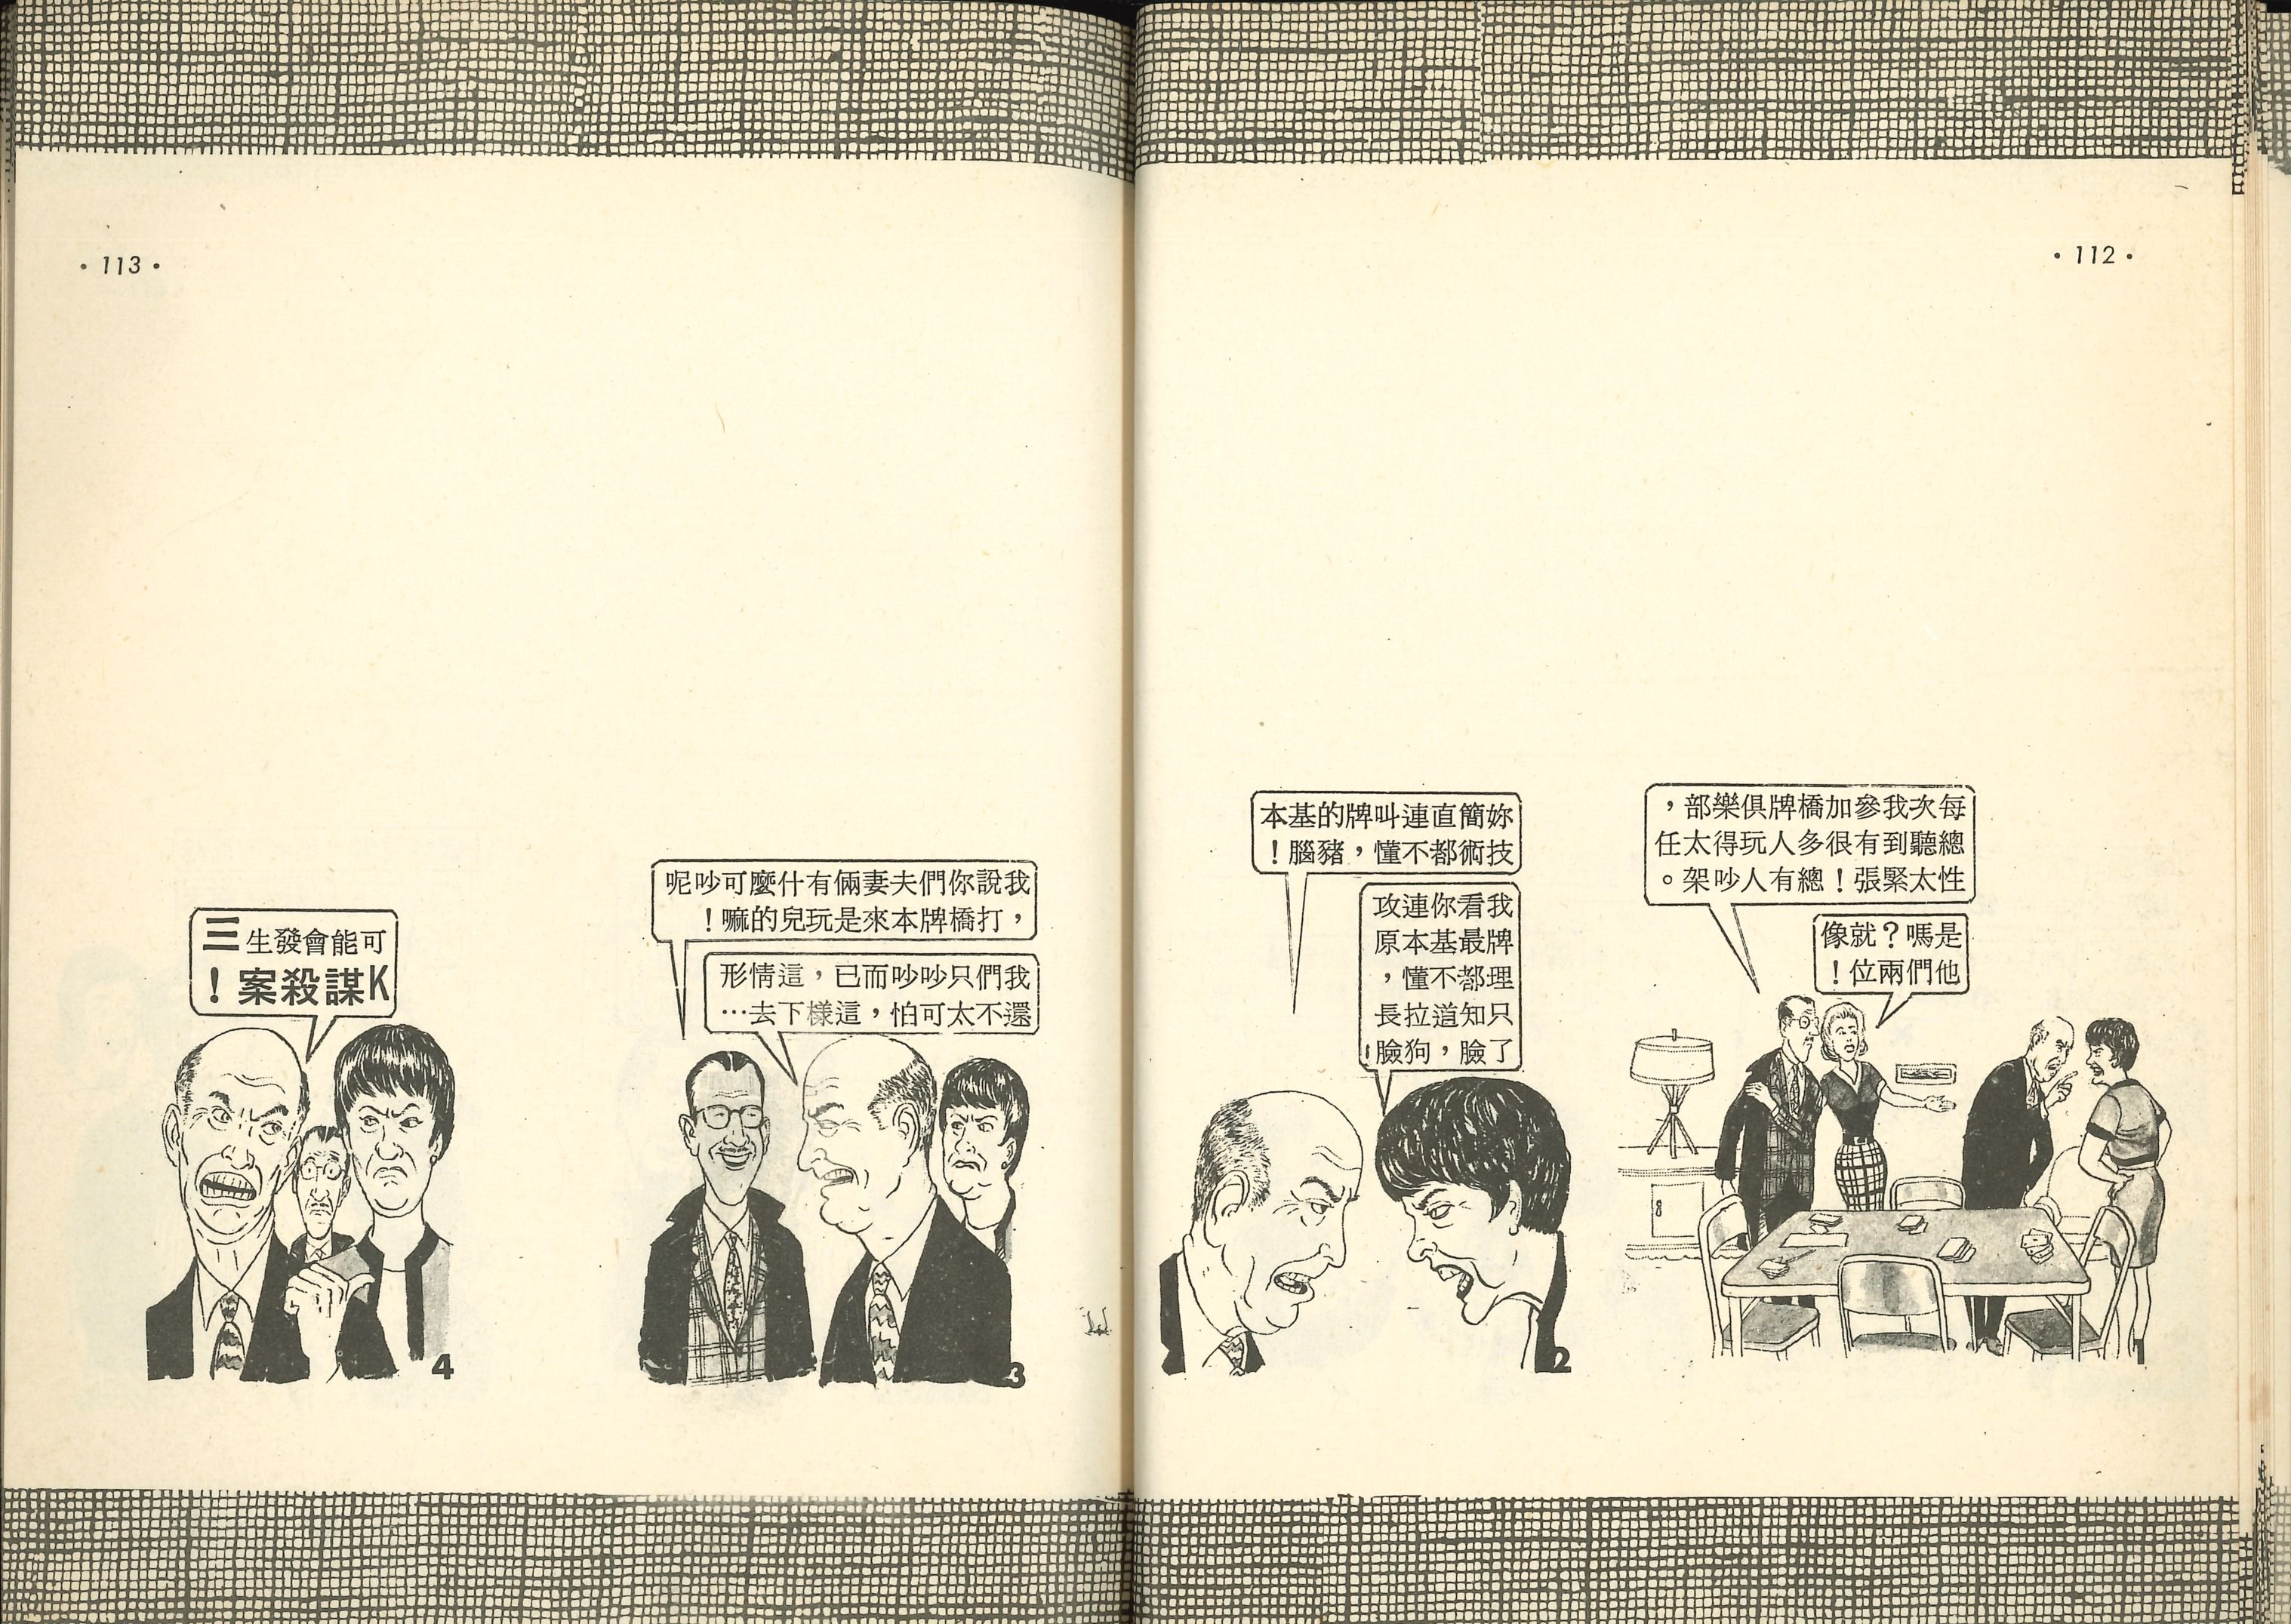 • 112 •
每次我參加橋牌俱樂部，
總聽到有很多人玩得太任
性太緊張！總有人吵架。
是嗎？就像
他們兩位！
1
妳簡直連叫牌的基本
技術都不懂，豬腦！
我看你連攻
牌最基本原
理都不懂，
只知道拉長
了臉，狗臉！
2
• 113 •
我說你們夫妻倆有什麼可吵呢
，打橋牌本來是玩兒的嘛！
我們只吵吵而已，這情形
還不太可怕，這樣下去…
3
可能會發生三
K謀殺案！
4